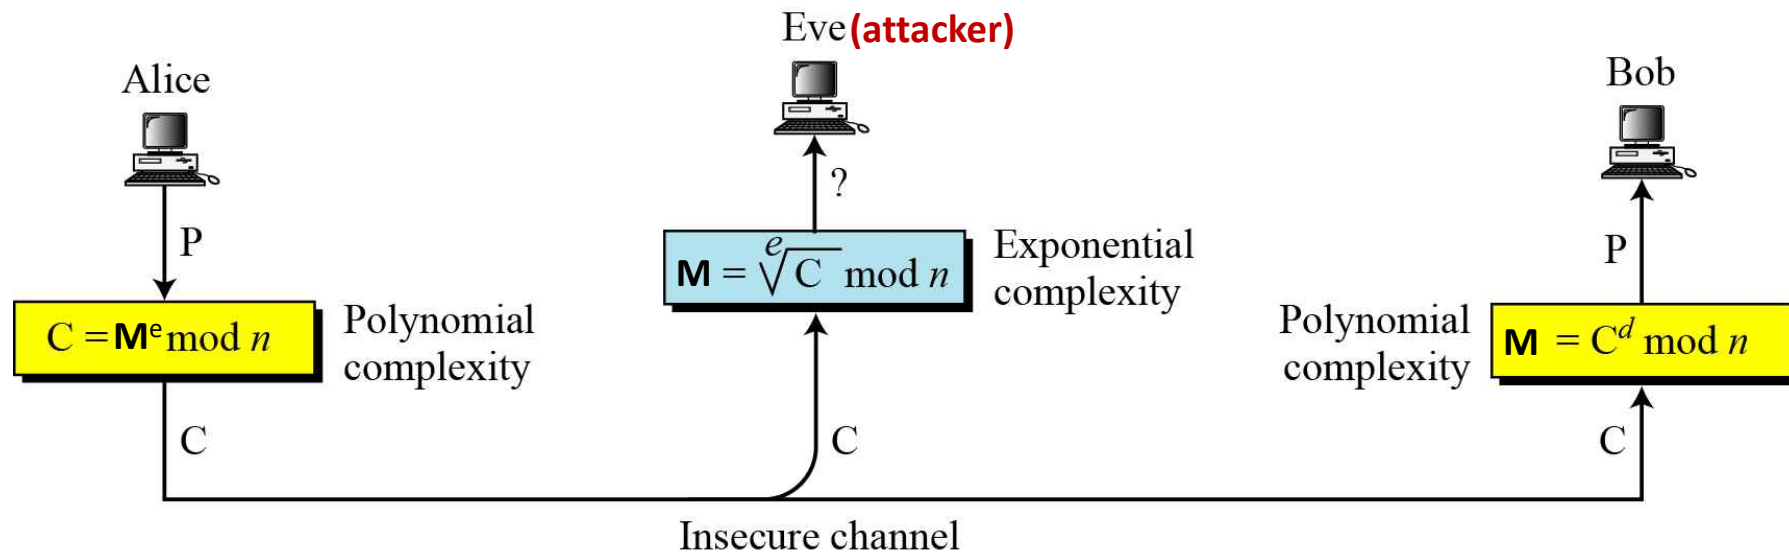 Eve(attacker)
Alice
Bob
?
P
P
M = ᵉ√C mod n
Exponential
complexity
C = Mᵉ mod n
Polynomial
complexity
Polynomial
complexity
M = Cᵈ mod n
C
C
C
Insecure channel